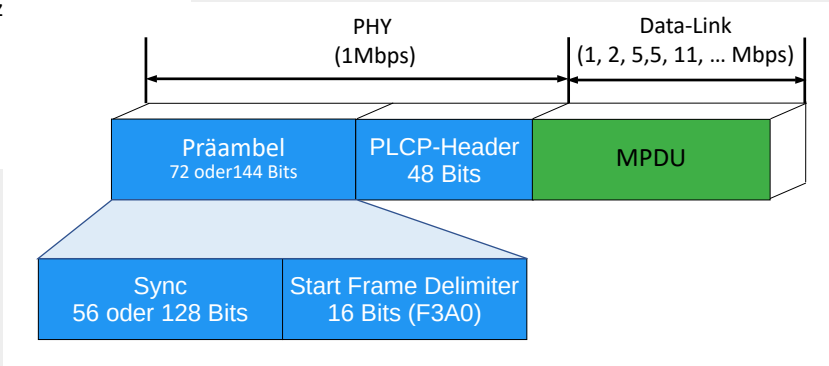 z
PHY
(1Mbps)
Data-Link
(1, 2, 5,5, 11, … Mbps)
Präambel
72 oder144 Bits
PLCP-Header
48 Bits
MPDU
Sync
56 oder 128 Bits
Start Frame Delimiter
16 Bits (F3A0)